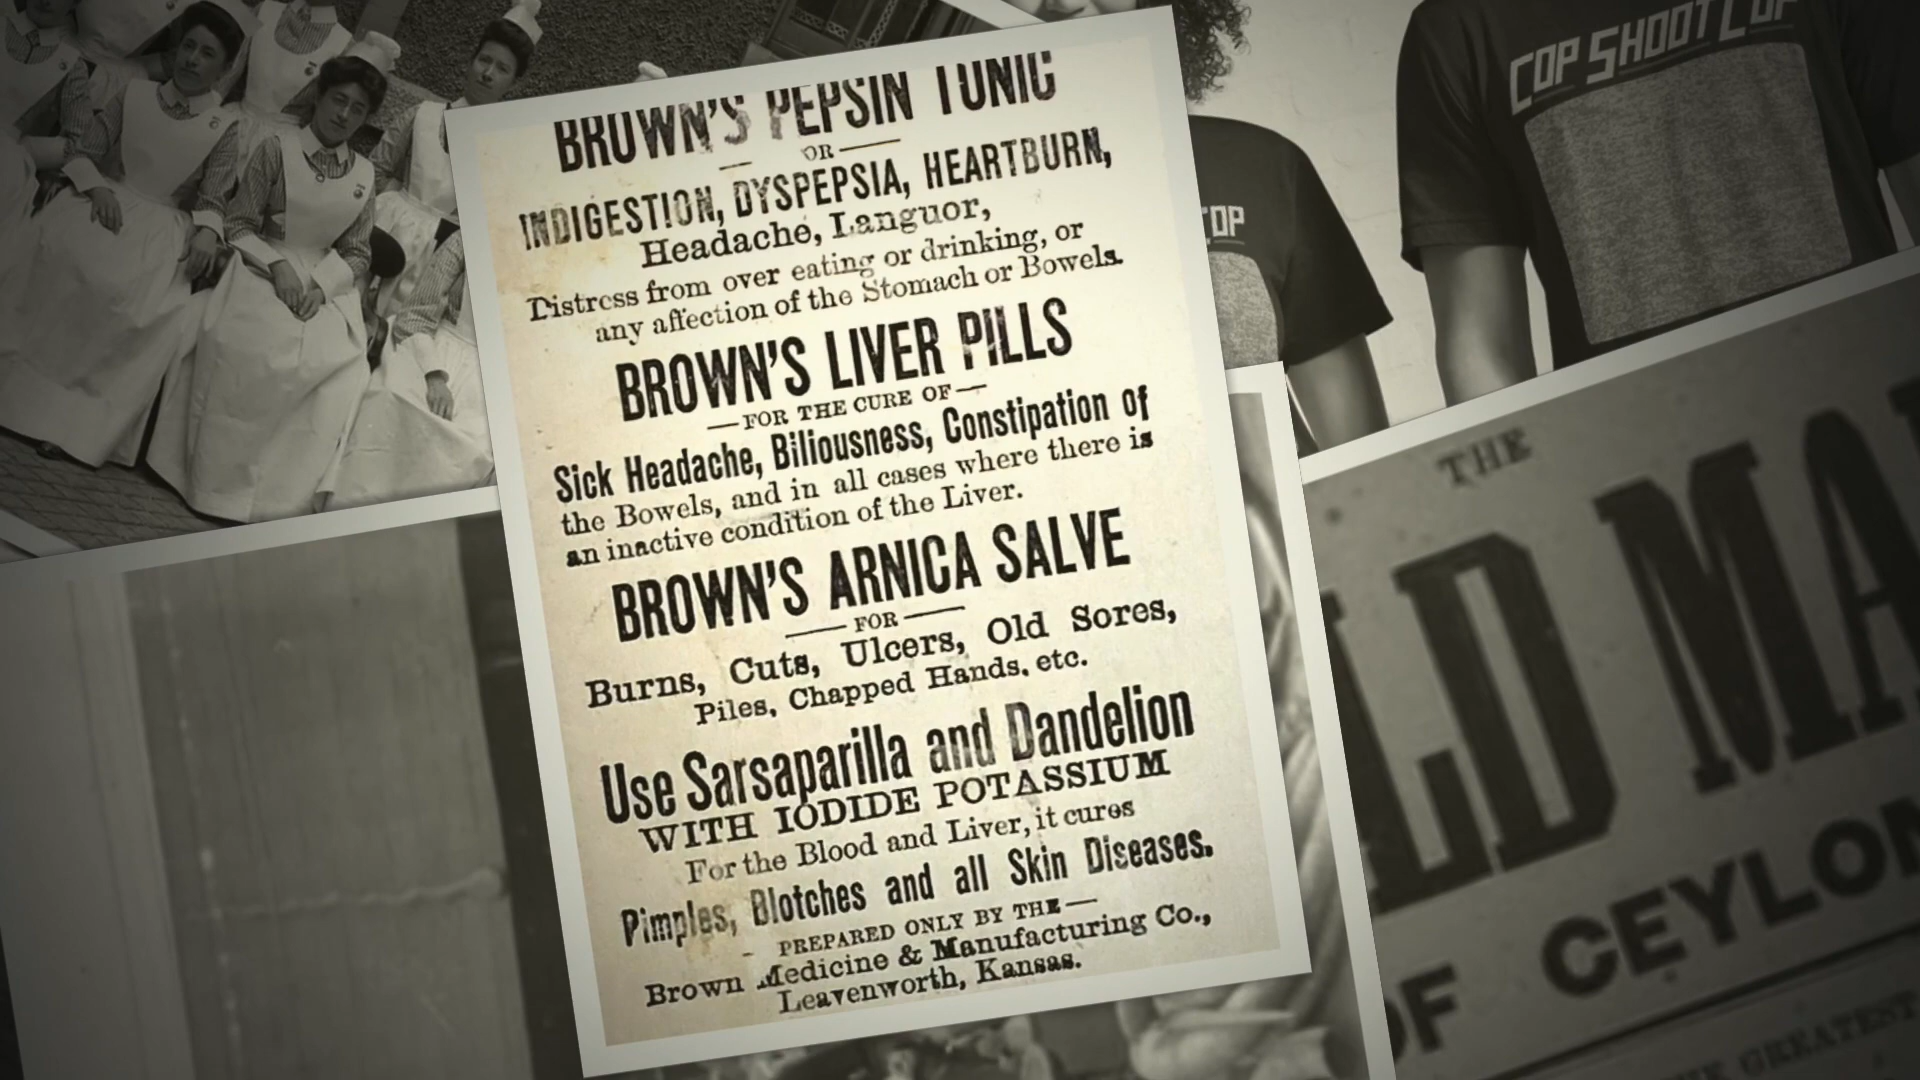 BROWN'S PEPSIN TONIC
OR
INDIGESTION, DYSPEPSIA, HEARTBURN,
Headache, Languor,
Distress from over eating or drinking, or
any affection of the Stomach or Bowels.
BROWN'S LIVER PILLS
—FOR THE CURE OF—
Sick Headache, Biliousness, Constipation of
the Bowels, and in all cases where there is
an inactive condition of the Liver.
BROWN'S ARNICA SALVE
FOR
Burns, Cuts, Ulcers, Old Sores,
Piles, Chapped Hands, etc.
Use Sarsaparilla and Dandelion
WITH IODIDE POTASSIUM
For the Blood and Liver, it cures
Pimples, Blotches and all Skin Diseases.
- PREPARED ONLY BY THE—
Brown Medicine & Manufacturing Co.,
Leavenworth, Kansas.
COP SHOOT COP
COP
THE
LD MA
OF CEYLON
GREATEST